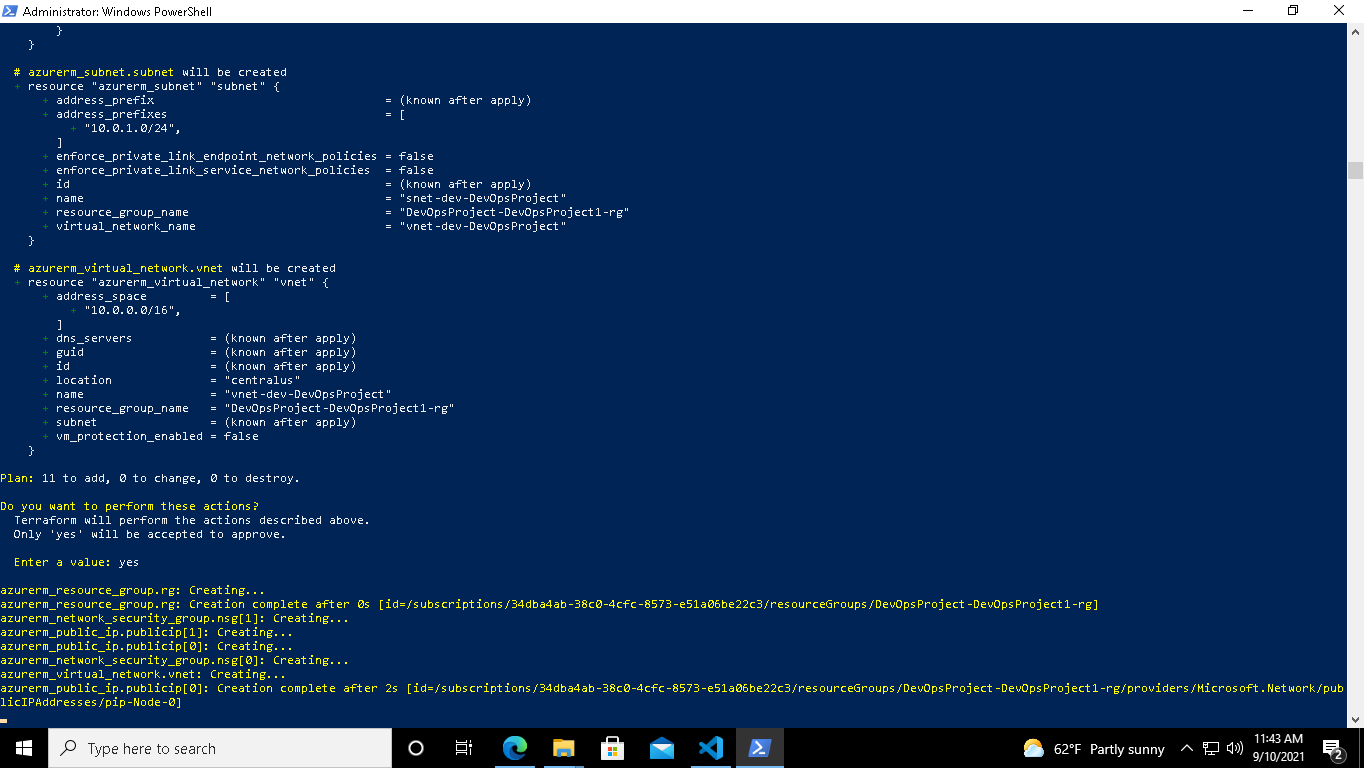 Administrator: Windows PowerShell
}
}
# azurerm_subnet.subnet will be created
+ resource "azurerm_subnet" "subnet" {
+ address_prefix = (known after apply)
+ address_prefixes = [
+ "10.0.1.0/24",
]
+ enforce_private_link_endpoint_network_policies = false
+ enforce_private_link_service_network_policies = false
+ id = (known after apply)
+ name = "snet-dev-DevOpsProject"
+ resource_group_name = "DevOpsProject-DevOpsProject1-rg"
+ virtual_network_name = "vnet-dev-DevOpsProject"
}
# azurerm_virtual_network.vnet will be created
+ resource "azurerm_virtual_network" "vnet" {
+ address_space = [
+ "10.0.0.0/16",
]
+ dns_servers = (known after apply)
+ guid = (known after apply)
+ id = (known after apply)
+ location = "centralus"
+ name = "vnet-dev-DevOpsProject"
+ resource_group_name = "DevOpsProject-DevOpsProject1-rg"
+ subnet = (known after apply)
+ vm_protection_enabled = false
}
Plan: 11 to add, 0 to change, 0 to destroy.
Do you want to perform these actions?
Terraform will perform the actions described above.
Only 'yes' will be accepted to approve.
Enter a value: yes
azurerm_resource_group.rg: Creating...
azurerm_resource_group.rg: Creation complete after 0s [id=/subscriptions/34dba4ab-38c0-4cfc-8573-e51a06be22c3/resourceGroups/DevOpsProject-DevOpsProject1-rg]
azurerm_network_security_group.nsg[1]: Creating...
azurerm_public_ip.publicip[1]: Creating...
azurerm_public_ip.publicip[0]: Creating...
azurerm_network_security_group.nsg[0]: Creating...
azurerm_virtual_network.vnet: Creating...
azurerm_public_ip.publicip[0]: Creation complete after 2s [id=/subscriptions/34dba4ab-38c0-4cfc-8573-e51a06be22c3/resourceGroups/DevOpsProject-DevOpsProject1-rg/providers/Microsoft.Network/pub
licIPAddresses/pip-Node-0]
Type here to search
62°F Partly sunny
11:43 AM
9/10/2021
2